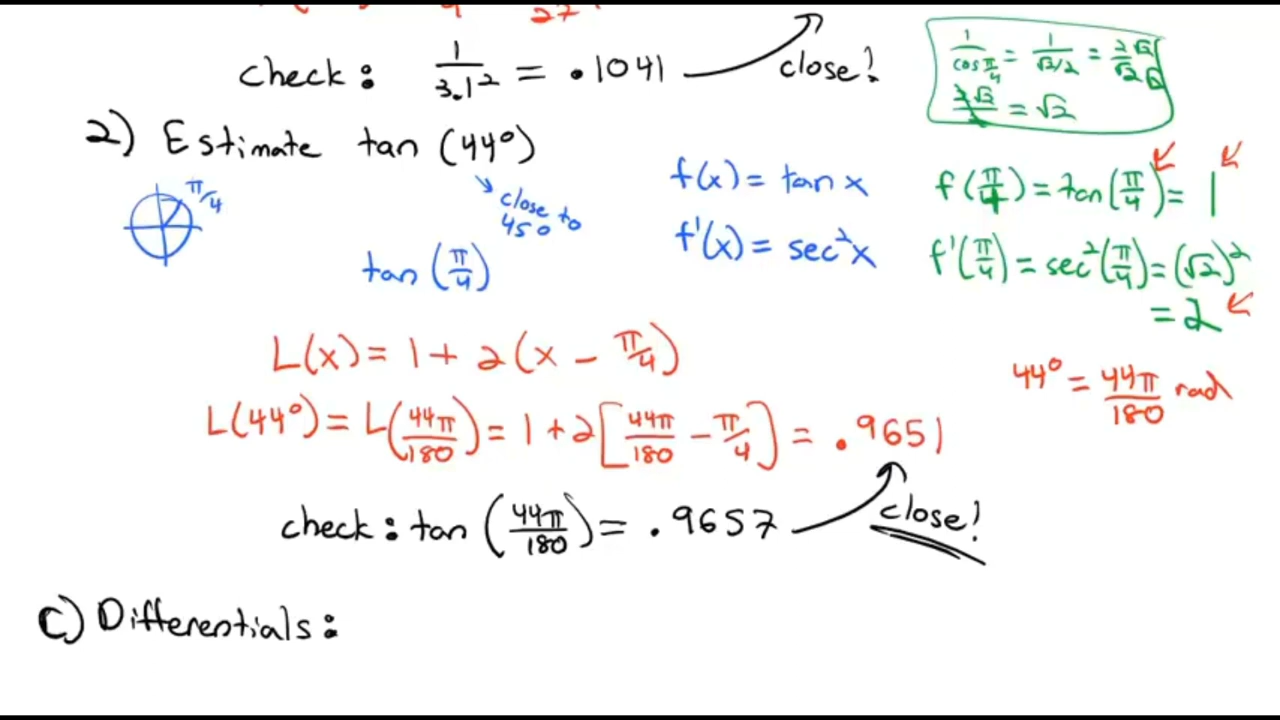 27
check: 1/3.1² = .1041 close!
1/cos π/4 = 1/(√2/2) = 2√2/√2√2
2√2/2 = √2
2) Estimate tan (44°)
π/4
close to
45°
tan (π/4)
f(x) = tan x
f'(x) = sec²x
f(π/4) = tan(π/4) = 1
f'(π/4) = sec²(π/4) = (√2)²
= 2
L(x) = 1 + 2(x - π/4)
44° = 44π/180 rad
L(44°) = L(44π/180) = 1 + 2[44π/180 - π/4] = .9651
check: tan (44π/180) = .9657 close!
C) Differentials: